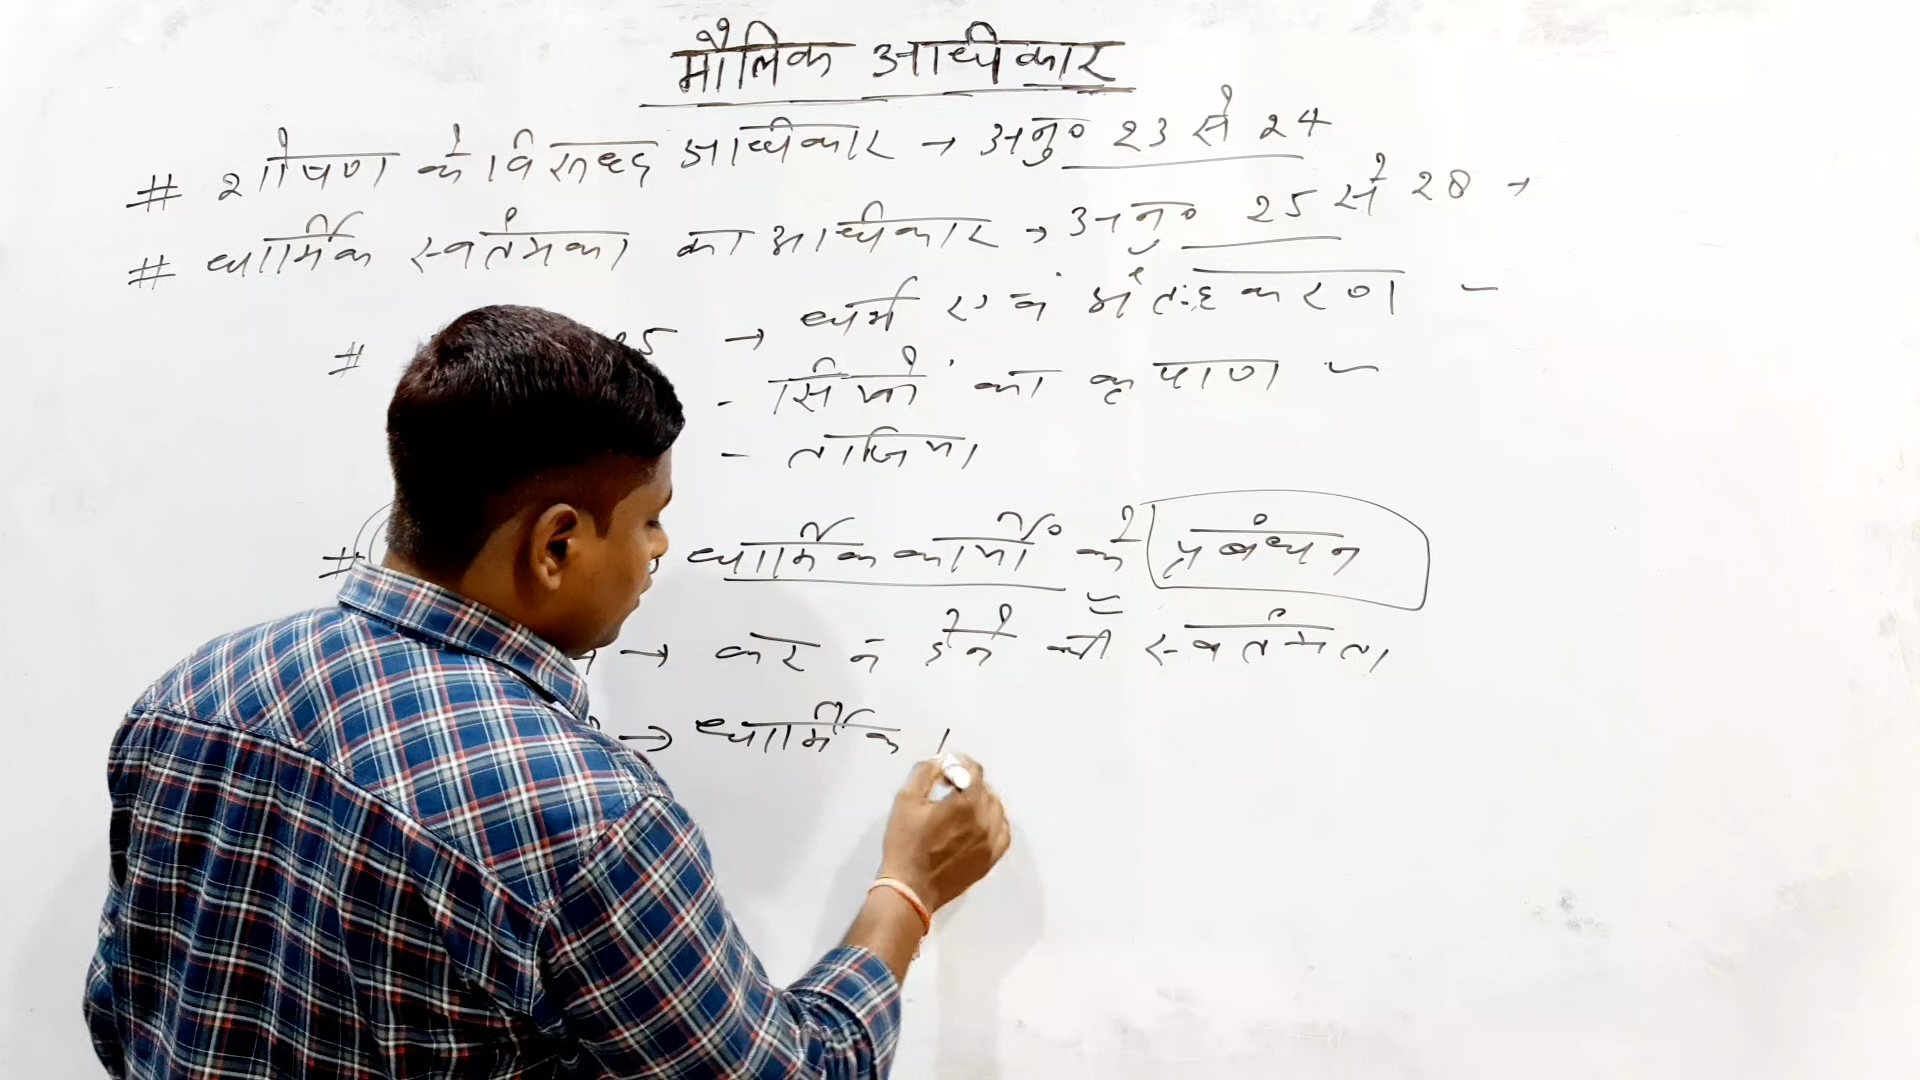 मौलिक अधिकार
# शोषण के विरुध्द अधिकार → अनु० 23 से 24
# धार्मिक स्वतंत्रता का अधिकार → अनु० 25 से 28 →
# 25 → धर्म एवं अंतःकरण -
- सिखों का कृपाण -
- ताजिया
# धार्मिक कार्यों के प्रबंधन
→ कर न देने की स्वतंत्रता
→ धार्मिक